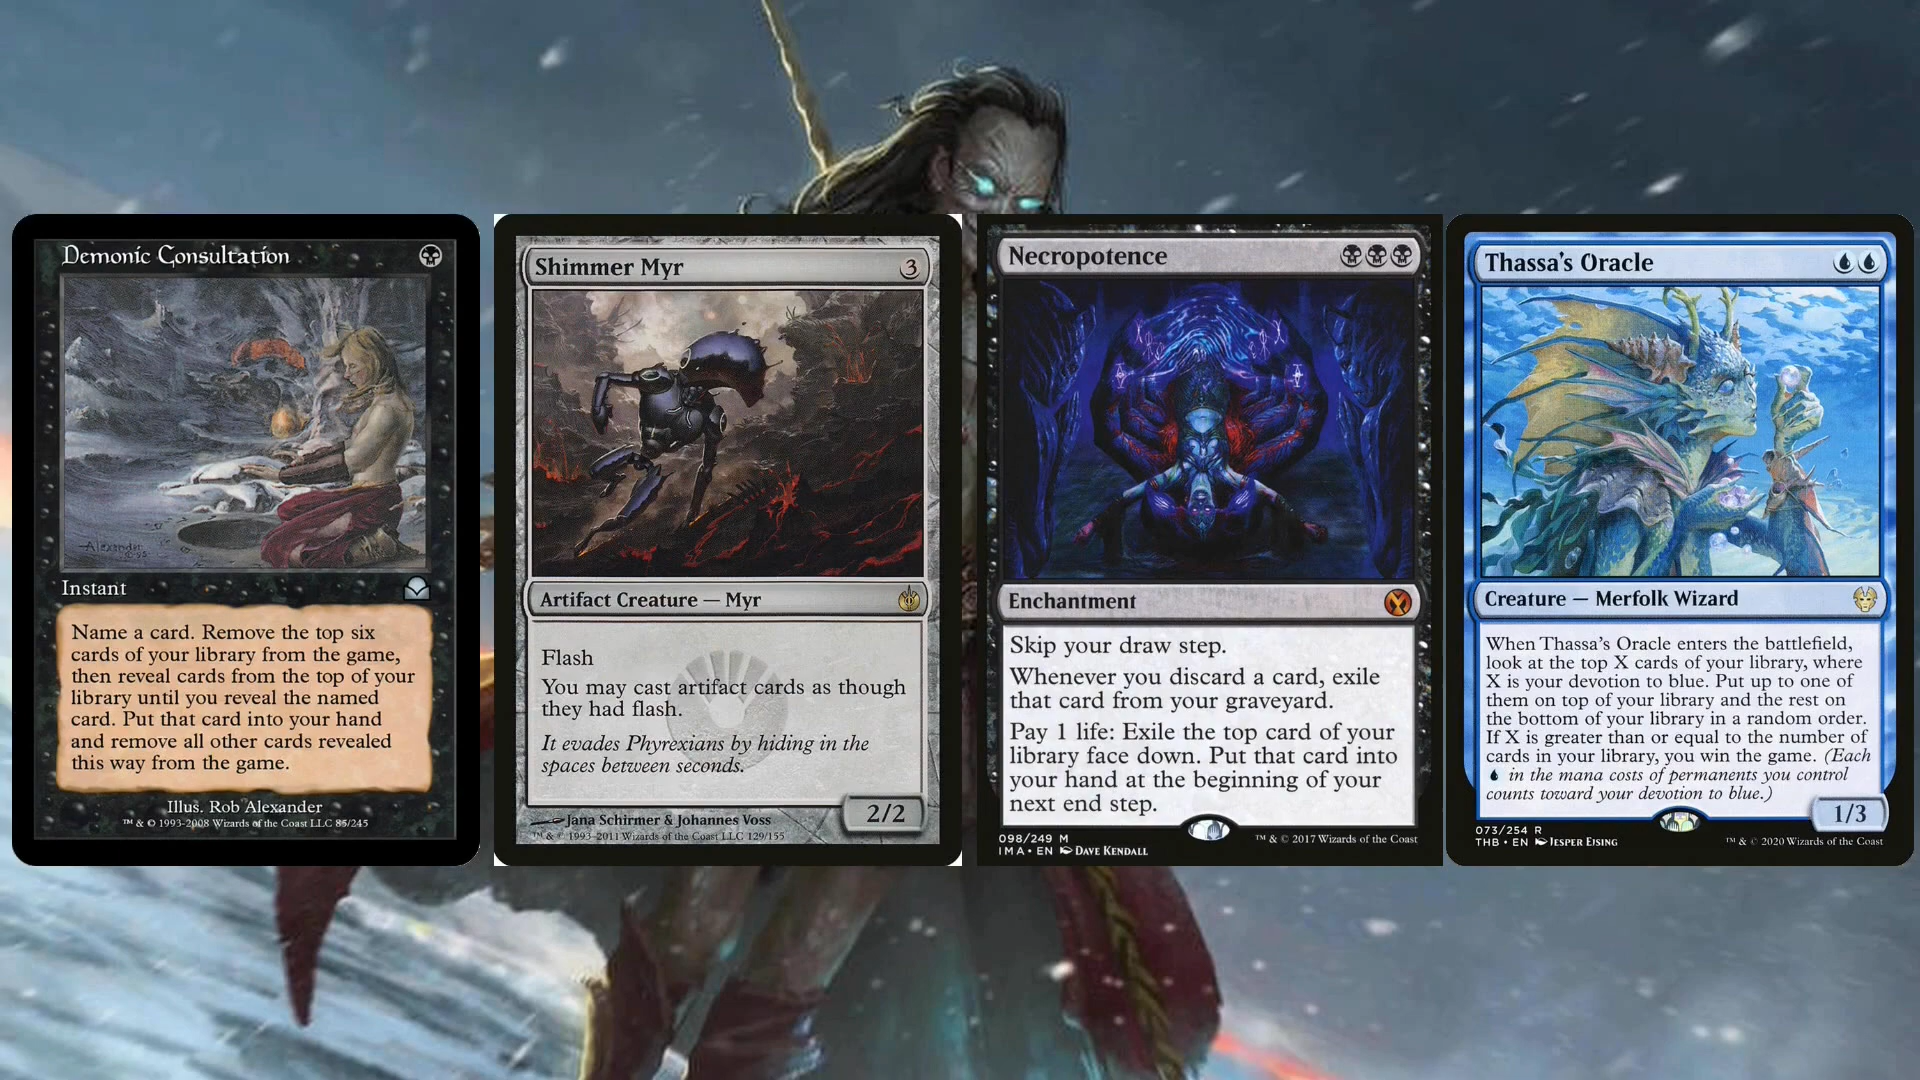 Demonic Consultation
Alexander
Instant
Name a card. Remove the top six
cards of your library from the game,
then reveal cards from the top of your
library until you reveal the named
card. Put that card into your hand
and remove all other cards revealed
this way from the game.
Illus. Rob Alexander
™ & © 1993-2008 Wizards of the Coast LLC 85/245
Shimmer Myr
3
Artifact Creature — Myr
Flash
You may cast artifact cards as though
they had flash.
It evades Phyrexians by hiding in the
spaces between seconds.
2/2
Jana Schirmer & Johannes Voss
™ & © 1993-2011 Wizards of the Coast LLC 129/155
Necropotence
Enchantment
Skip your draw step.
Whenever you discard a card, exile
that card from your graveyard.
Pay 1 life: Exile the top card of your
library face down. Put that card into
your hand at the beginning of your
next end step.
098/249 M
IMA • EN DAVE KENDALL
™ & © 2017 Wizards of the Coast
Thassa's Oracle
Creature — Merfolk Wizard
When Thassa's Oracle enters the battlefield,
look at the top X cards of your library, where
X is your devotion to blue. Put up to one of
them on top of your library and the rest on
the bottom of your library in a random order.
If X is greater than or equal to the number of
cards in your library, you win the game. (Each
in the mana costs of permanents you control
counts toward your devotion to blue.)
1/3
073/254 R
THB • EN JESPER EJSING
™ & © 2020 Wizards of the Coast